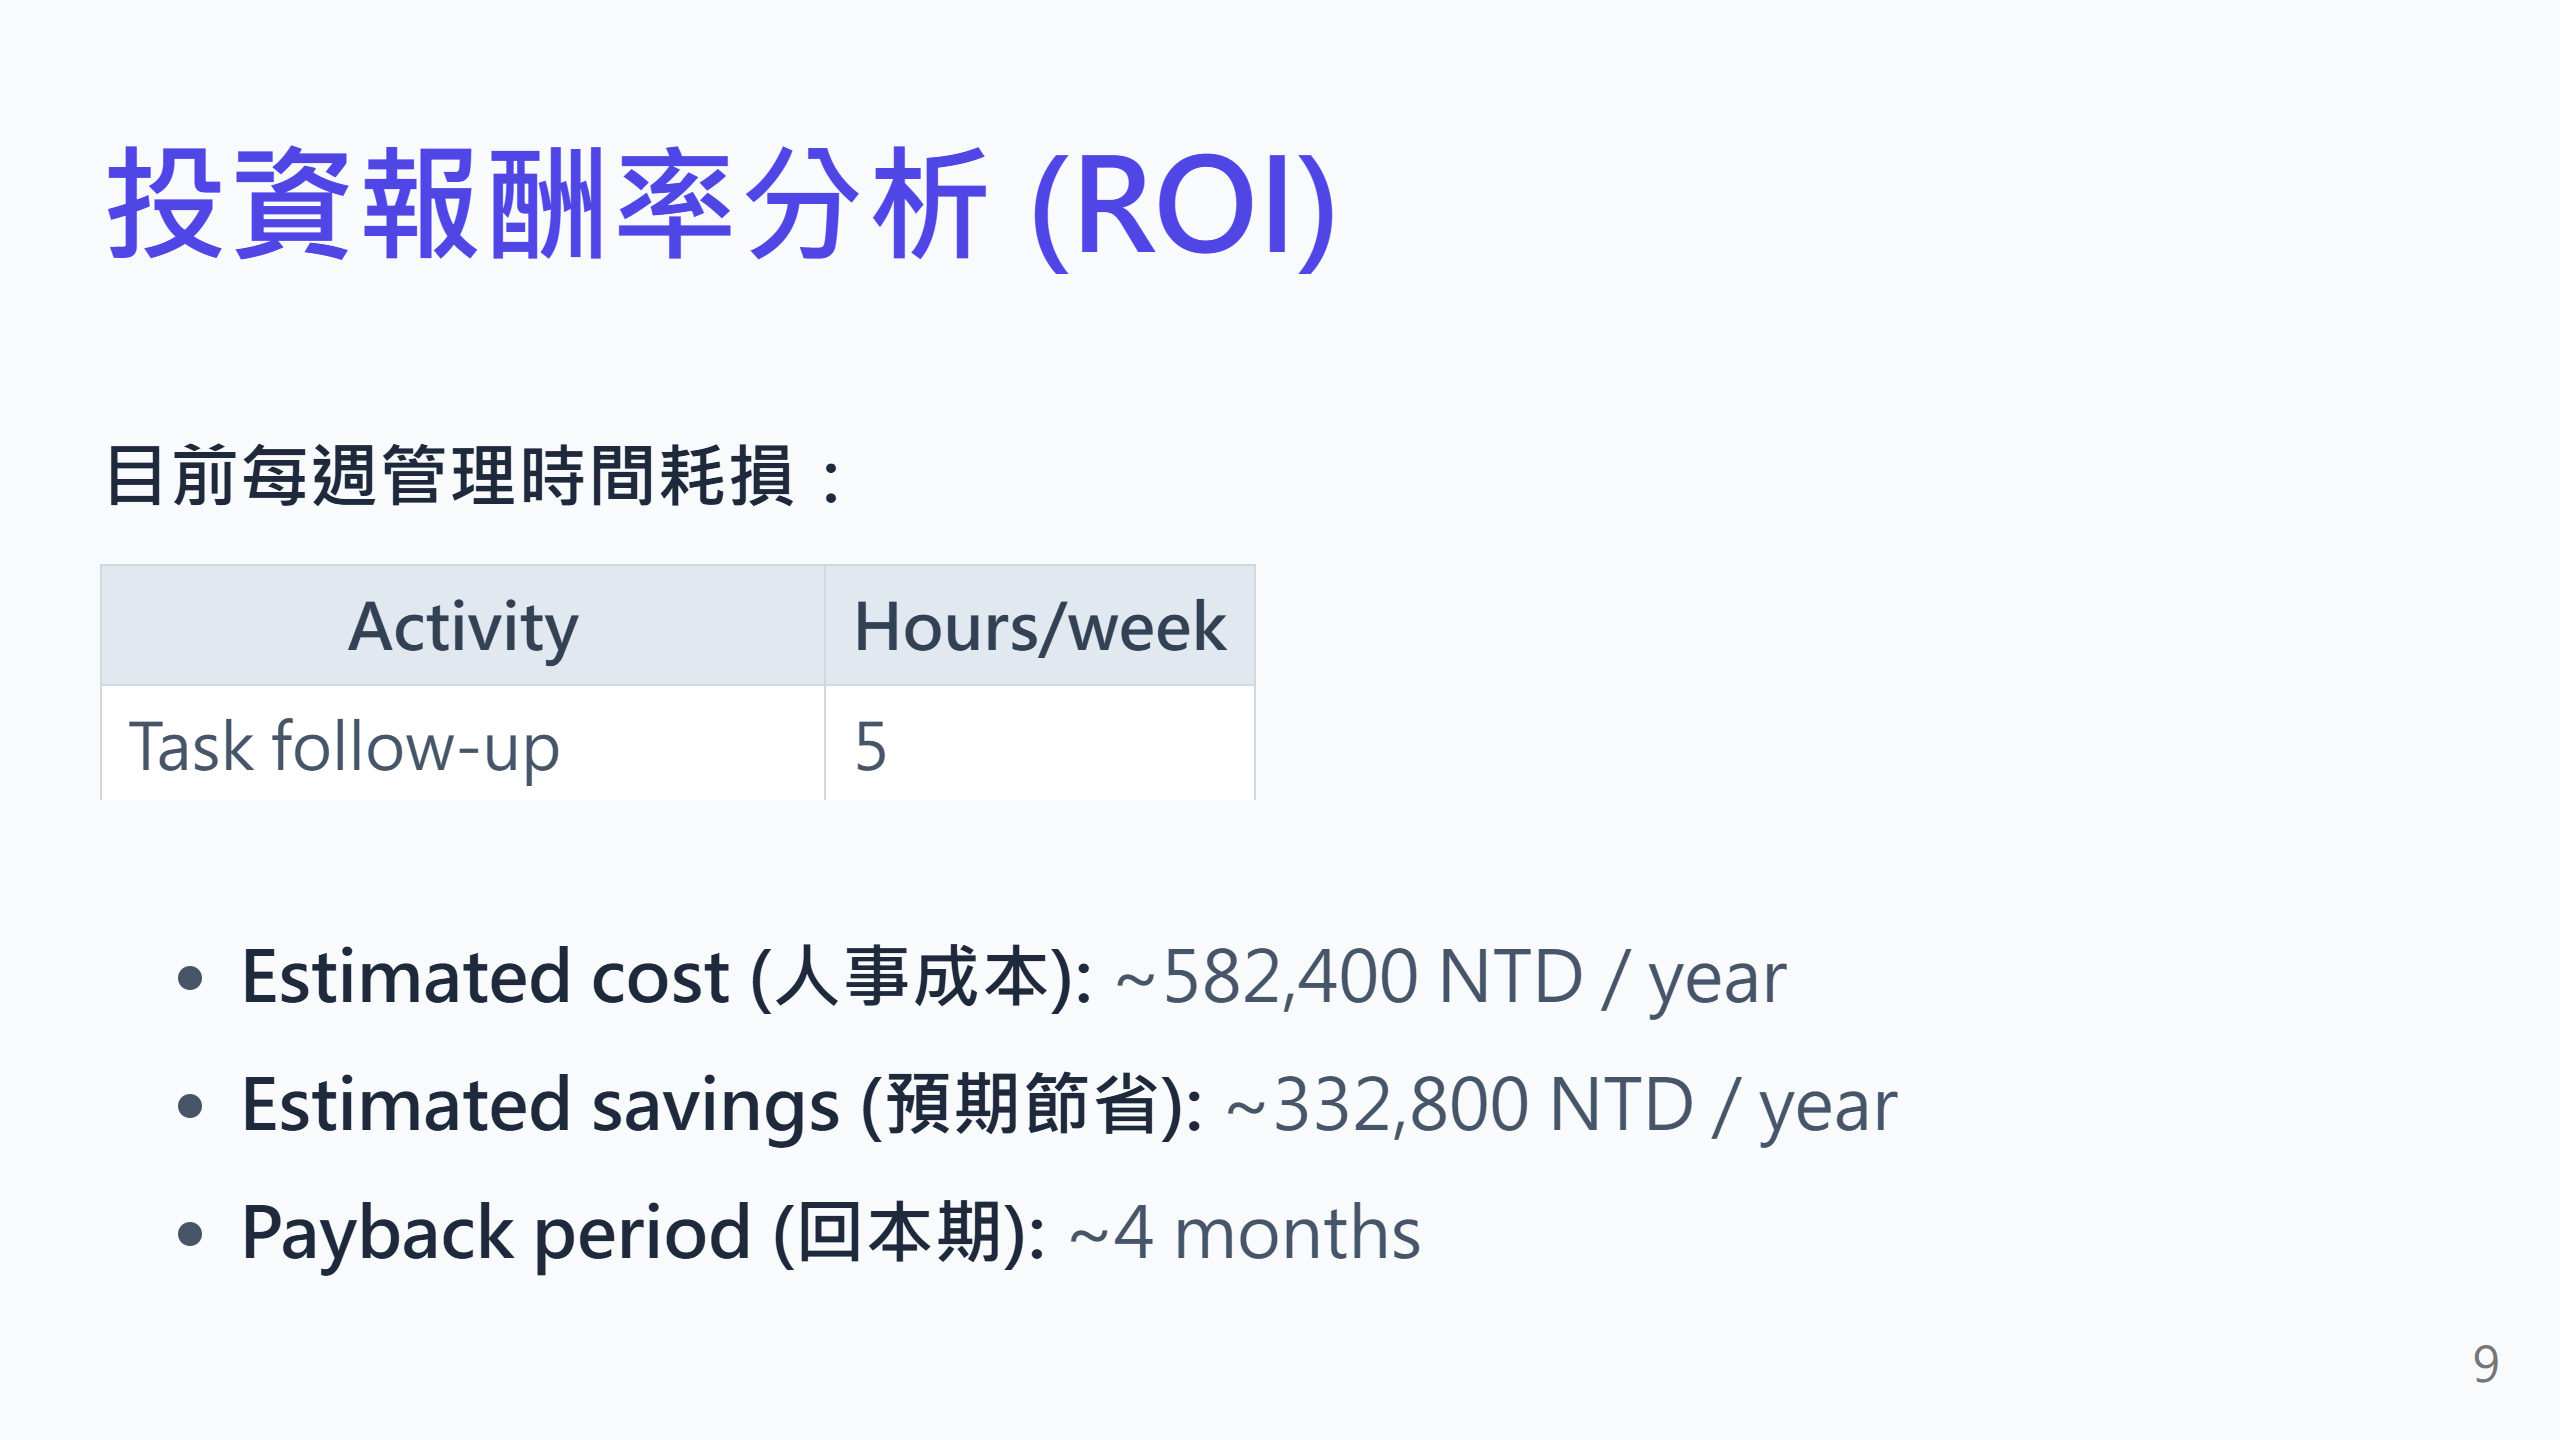 投資報酬率分析 (ROI)
目前每週管理時間耗損：
Activity Hours/week
Task follow-up 5
• Estimated cost (人事成本): ~582,400 NTD / year
• Estimated savings (預期節省): ~332,800 NTD / year
• Payback period (回本期): ~4 months
9